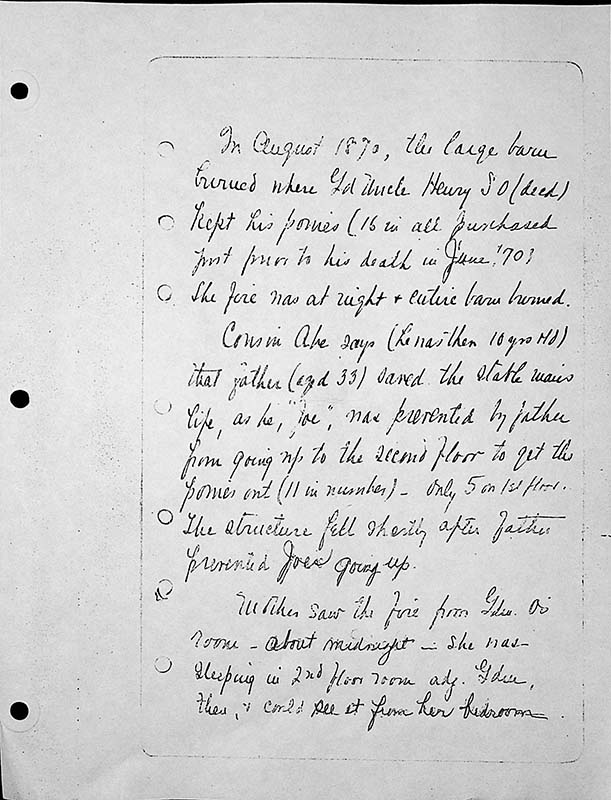 In August 1870, the large barn
burned where Gd Uncle Henry S O (decd)
kept his ponies (16 in all purchased
just prior to his death in June, '70)
The fire was at night + entire barn burned.
Cousin Abe says (he was then 10 yrs old)
that father (aged 33) saved the stable mans
life, as he, "Joe", was prevented by father
from going up to the second floor to get the
ponies out (11 in number) - only 5 on 1st floor.
The structure fell shortly after father
prevented Joe going up.
Mother saw the fire from
room - about midnight - she was
sleeping in 2nd floor room adj.
then, & could see it from her bedroom.